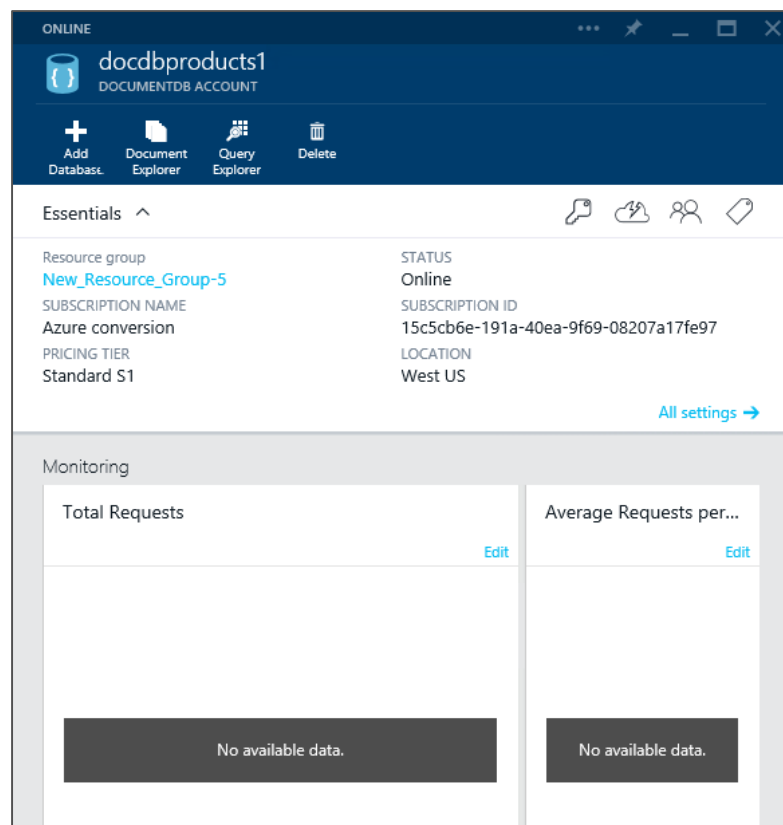 ONLINE
docdbproducts1
DOCUMENTDB ACCOUNT
Add
Database
Document
Explorer
Query
Explorer
Delete
Essentials
Resource group
New_Resource_Group-5
STATUS
Online
SUBSCRIPTION NAME
Azure conversion
SUBSCRIPTION ID
15c5cb6e-191a-40ea-9f69-08207a17fe97
PRICING TIER
Standard S1
LOCATION
West US
All settings →
Monitoring
Total Requests
Edit
No available data.
Average Requests per...
Edit
No available data.